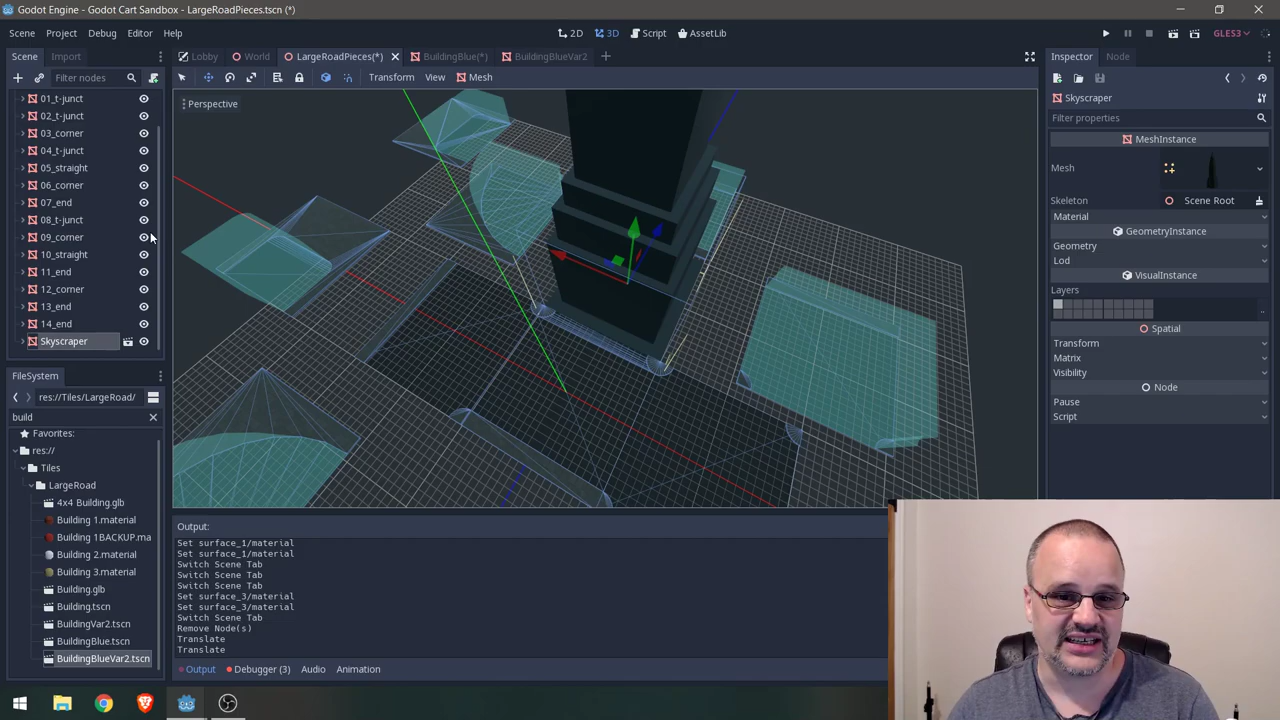 Godot Engine - Godot Cart Sandbox - LargeRoadPieces.tscn (*)
Scene Project Debug Editor Help
2D 3D Script AssetLib
GLES3
Scene Import
Lobby World LargeRoadPieces(*) BuildingBlue(*) BuildingBlueVar2
Inspector Node
Filter nodes
Transform View Mesh
Perspective
01_t-junct
02_t-junct
03_corner
04_t-junct
05_straight
06_corner
07_end
08_t-junct
09_corner
10_straight
11_end
12_corner
13_end
14_end
Skyscraper
FileSystem
res://Tiles/LargeRoad/
build
Favorites:
res://
Tiles
LargeRoad
4x4 Building.glb
Building 1.material
Building 1BACKUP.ma
Building 2.material
Building 3.material
Building.glb
Building.tscn
BuildingVar2.tscn
BuildingBlue.tscn
BuildingBlueVar2.tscn
Output:
Set surface_1/material
Set surface_1/material
Switch Scene Tab
Switch Scene Tab
Switch Scene Tab
Set surface_3/material
Set surface_3/material
Switch Scene Tab
Remove Node(s)
Translate
Translate
Output Debugger (3) Audio Animation
Skyscraper
Filter properties
MeshInstance
Mesh
Skeleton Scene Root
Material
GeometryInstance
Geometry
Lod
VisualInstance
Layers
Spatial
Transform
Matrix
Visibility
Node
Pause
Script